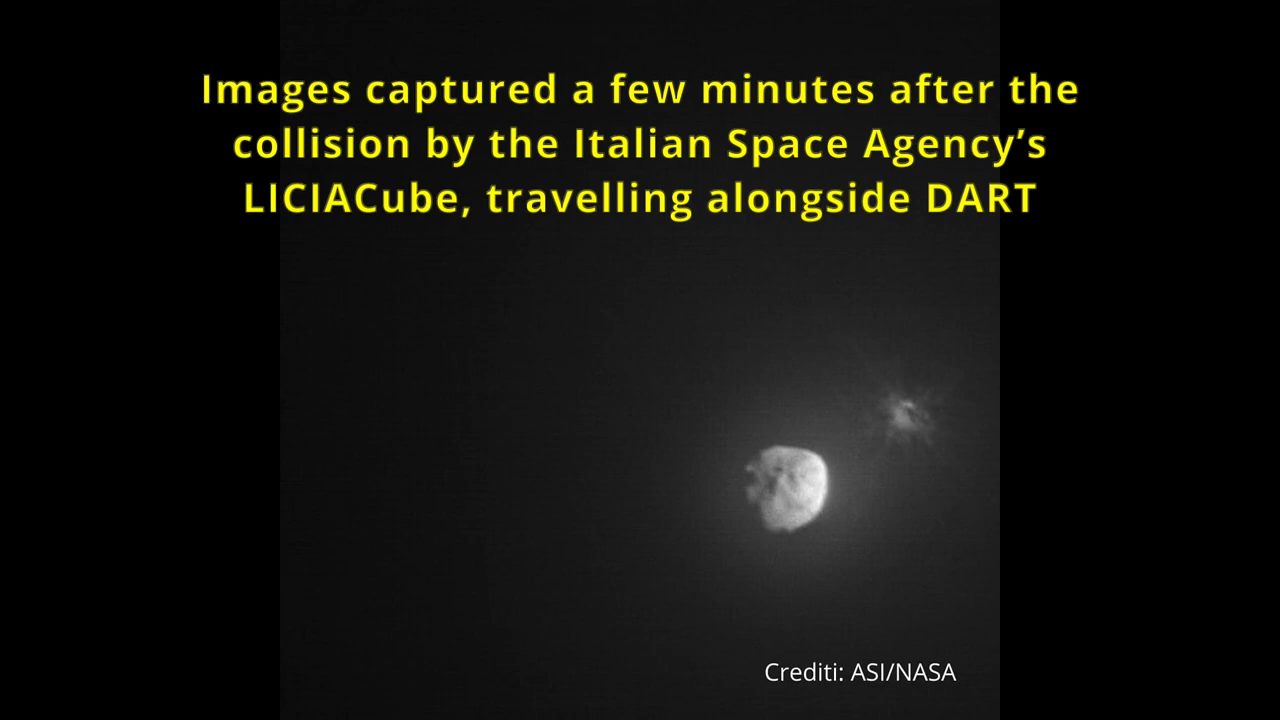 Images captured a few minutes after the
collision by the Italian Space Agency’s
LICIACube, travelling alongside DART
Crediti: ASI/NASA